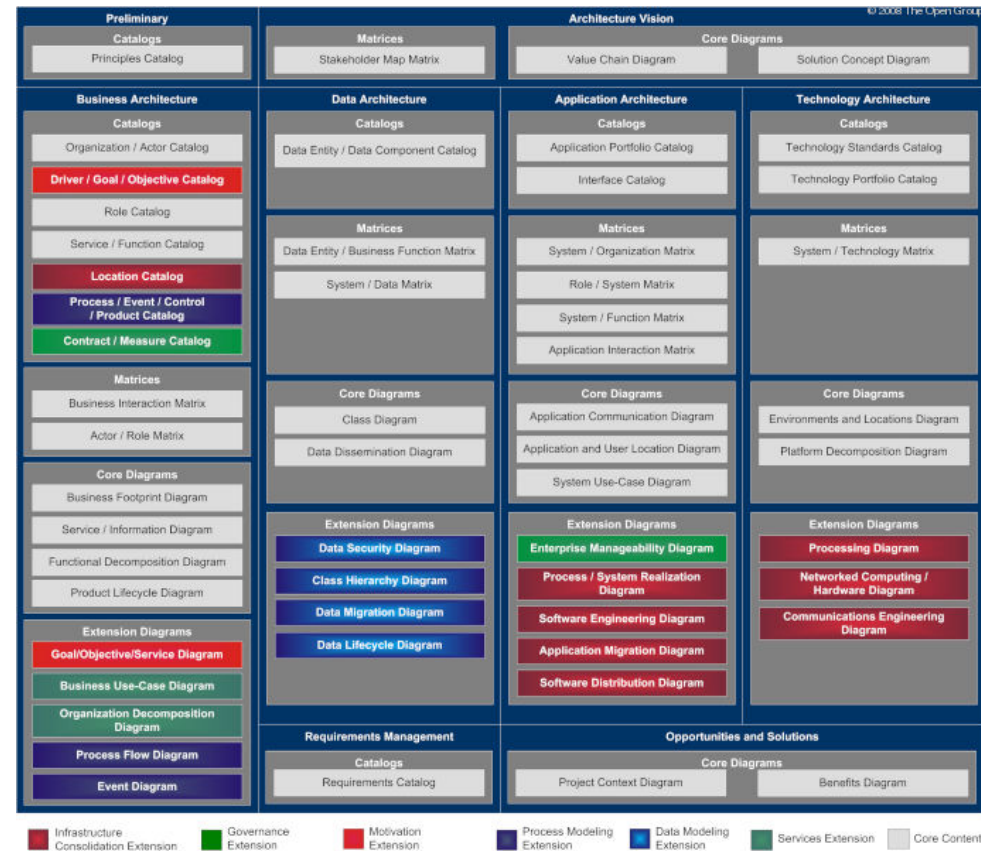 © 2008 The Open Group
Preliminary
Catalogs
Principles Catalog
Architecture Vision
Matrices
Stakeholder Map Matrix
Core Diagrams
Value Chain Diagram
Solution Concept Diagram
Business Architecture
Catalogs
Organization / Actor Catalog
Driver / Goal / Objective Catalog
Role Catalog
Service / Function Catalog
Location Catalog
Process / Event / Control
/ Product Catalog
Contract / Measure Catalog
Matrices
Business Interaction Matrix
Actor / Role Matrix
Core Diagrams
Business Footprint Diagram
Service / Information Diagram
Functional Decomposition Diagram
Product Lifecycle Diagram
Extension Diagrams
Goal/Objective/Service Diagram
Business Use-Case Diagram
Organization Decomposition
Diagram
Process Flow Diagram
Event Diagram
Data Architecture
Catalogs
Data Entity / Data Component Catalog
Matrices
Data Entity / Business Function Matrix
System / Data Matrix
Core Diagrams
Class Diagram
Data Dissemination Diagram
Extension Diagrams
Data Security Diagram
Class Hierarchy Diagram
Data Migration Diagram
Data Lifecycle Diagram
Application Architecture
Catalogs
Application Portfolio Catalog
Interface Catalog
Matrices
System / Organization Matrix
Role / System Matrix
System / Function Matrix
Application Interaction Matrix
Core Diagrams
Application Communication Diagram
Application and User Location Diagram
System Use-Case Diagram
Extension Diagrams
Enterprise Manageability Diagram
Process / System Realization
Diagram
Software Engineering Diagram
Application Migration Diagram
Software Distribution Diagram
Technology Architecture
Catalogs
Technology Standards Catalog
Technology Portfolio Catalog
Matrices
System / Technology Matrix
Core Diagrams
Environments and Locations Diagram
Platform Decomposition Diagram
Extension Diagrams
Processing Diagram
Networked Computing /
Hardware Diagram
Communications Engineering
Diagram
Requirements Management
Catalogs
Requirements Catalog
Opportunities and Solutions
Core Diagrams
Project Context Diagram
Benefits Diagram
Infrastructure
Consolidation Extension
Governance
Extension
Motivation
Extension
Process Modeling
Extension
Data Modeling
Extension
Services Extension
Core Content